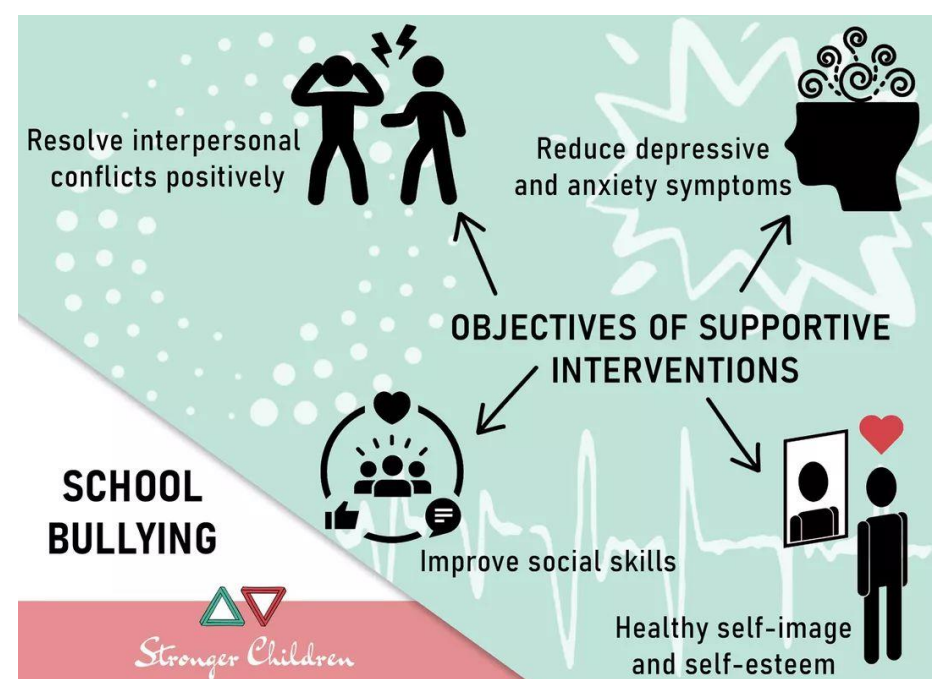 Resolve interpersonal
conflicts positively
Reduce depressive
and anxiety symptoms
OBJECTIVES OF SUPPORTIVE
INTERVENTIONS
SCHOOL
BULLYING
Improve social skills
Healthy self-image
and self-esteem
Stronger Children